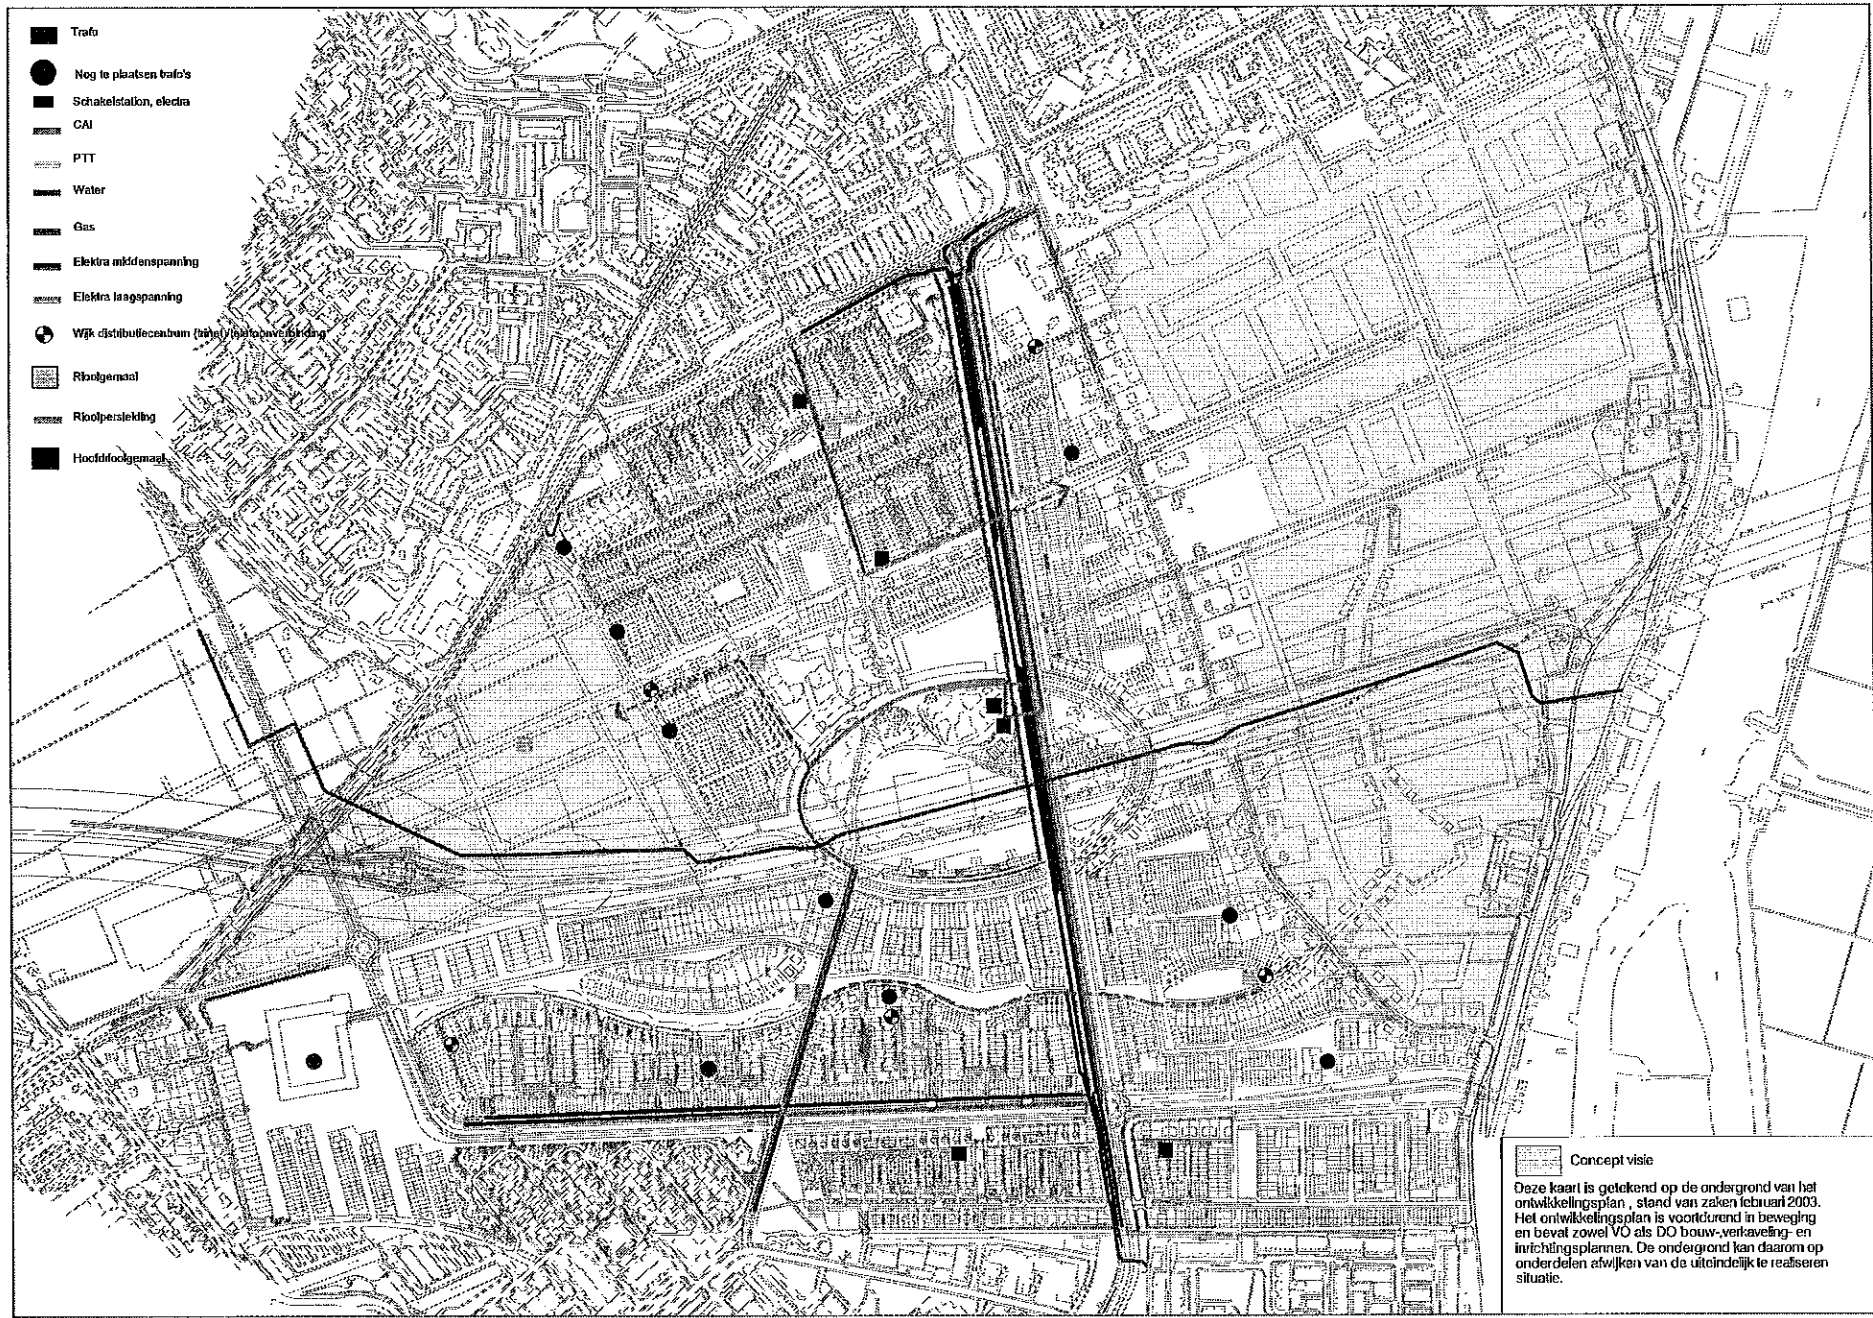 Trafo
Nog te plaatsen trafo's
Schakelstation, electra
CAI
PTT
Water
Gas
Elektra middenspanning
Elektra laagspanning
Wijk distributiecentrum
Rioolgemaal
Rioolpersleiding
Hoofdrioolgemaal
Concept visie
Deze kaart is getekend op de ondergrond van het
ontwikkelingsplan , stand van zaken februari 2003.
Het ontwikkelingsplan is voortdurend in beweging
en bevat zowel VO als DO bouw-,verkaveling- en
inrichtingsplannen. De ondergrond kan daarom op
onderdelen afwijken van de uiteindelijk te realiseren
situatie.